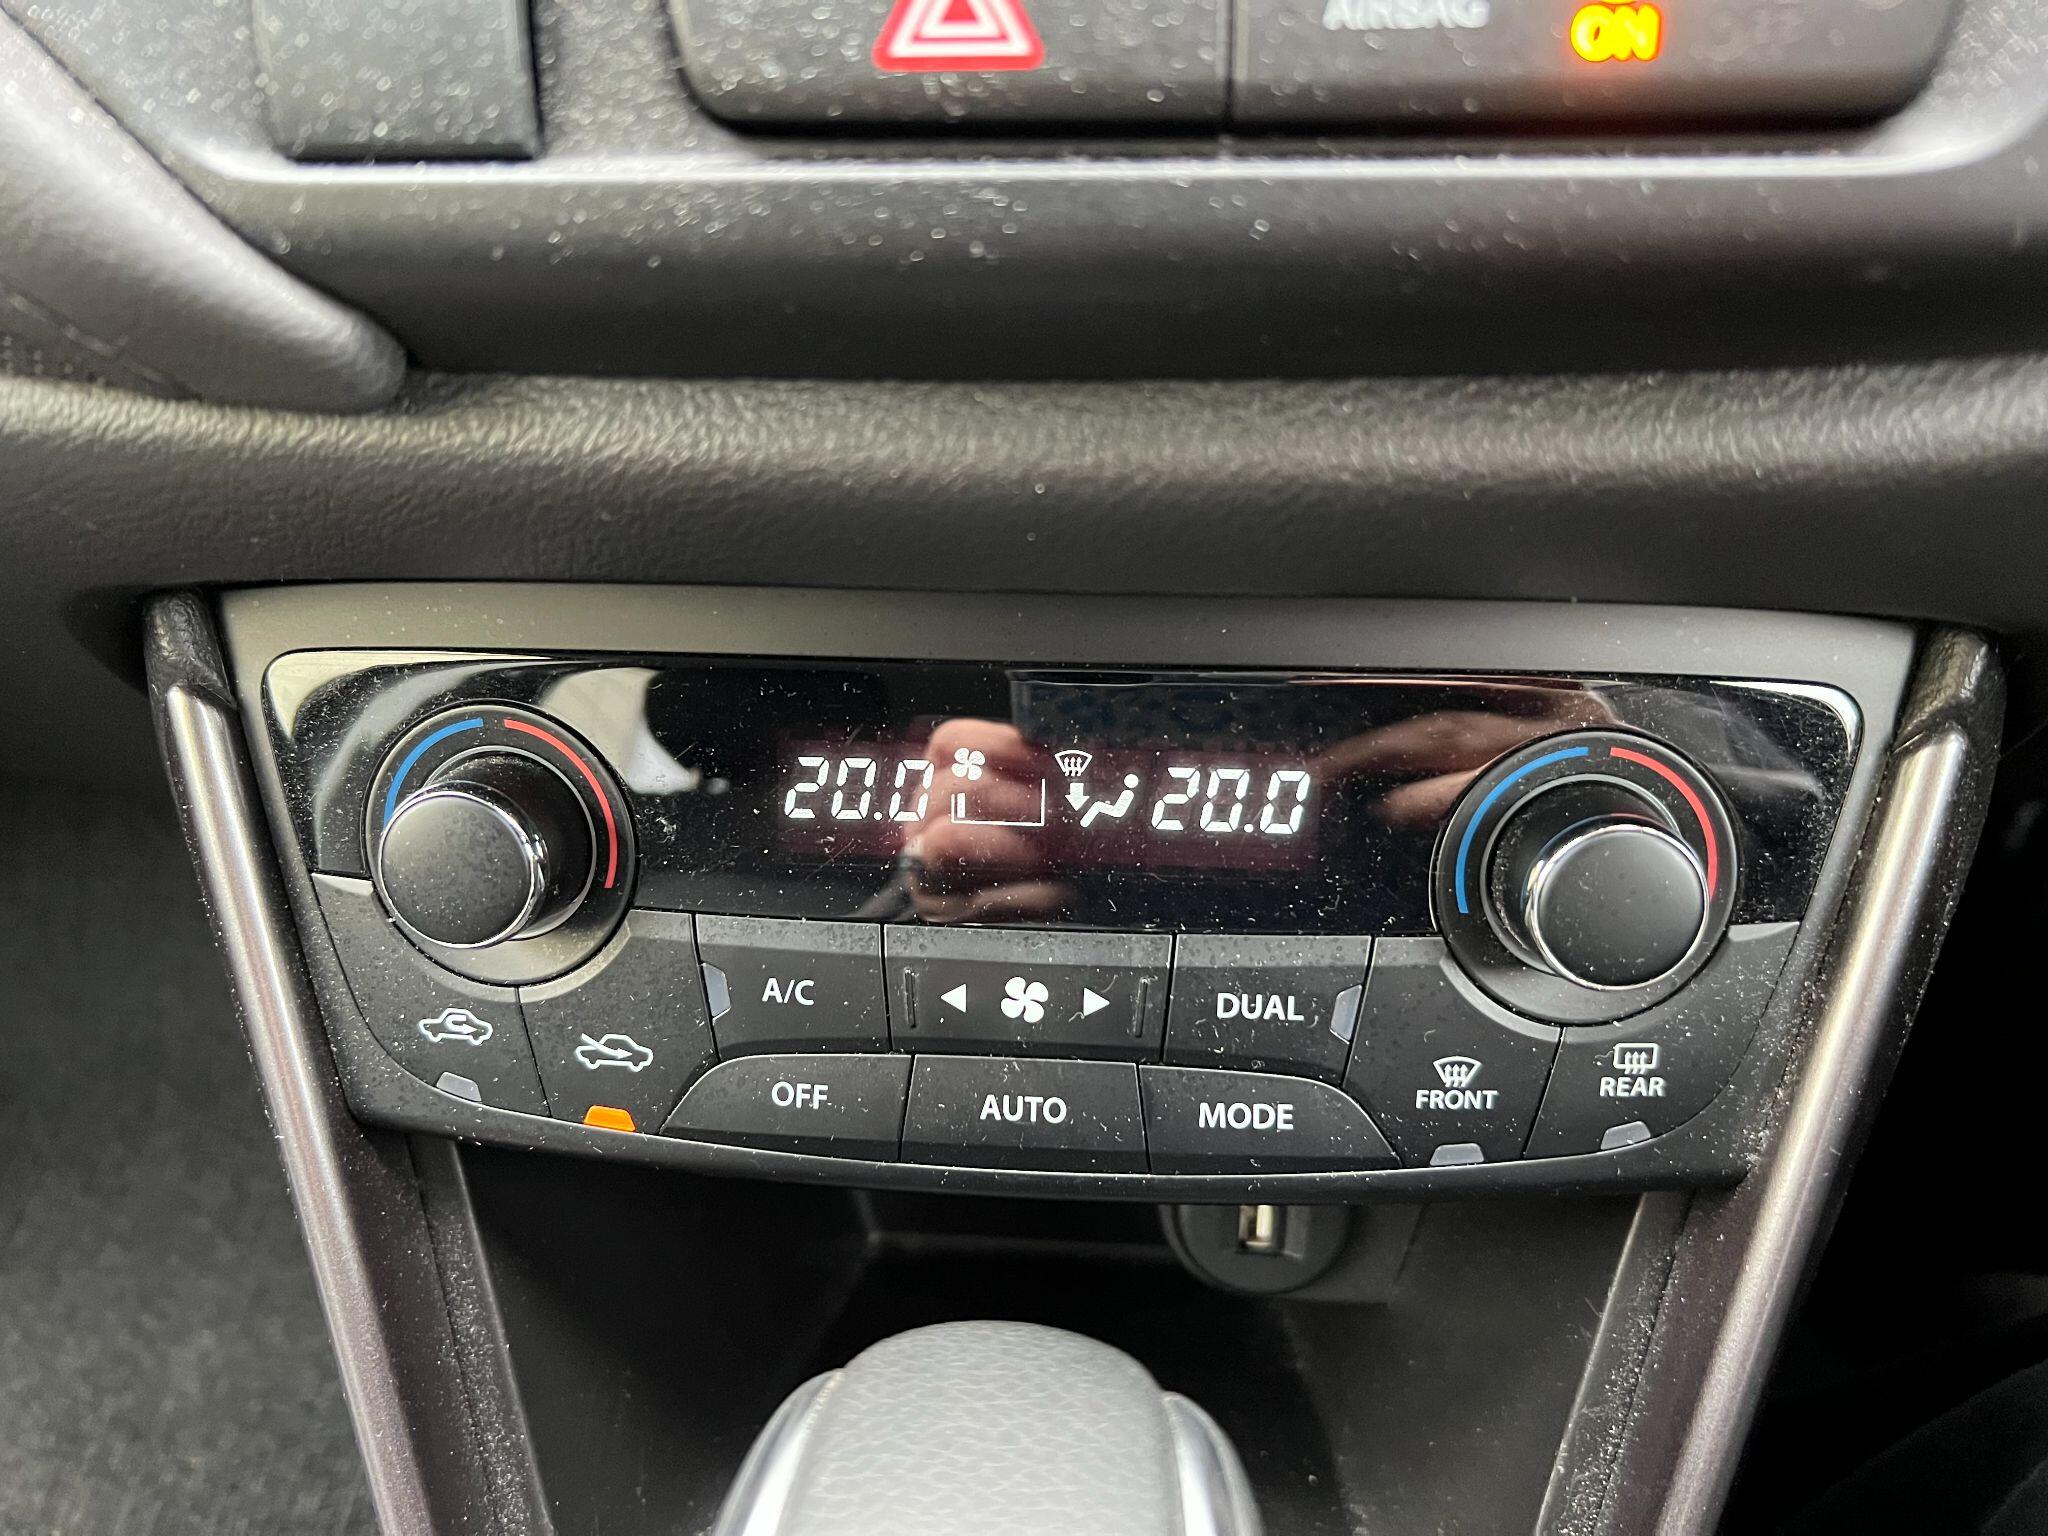 AIRBAG ON
20.0 20.0
A/C DUAL
OFF AUTO MODE FRONT REAR